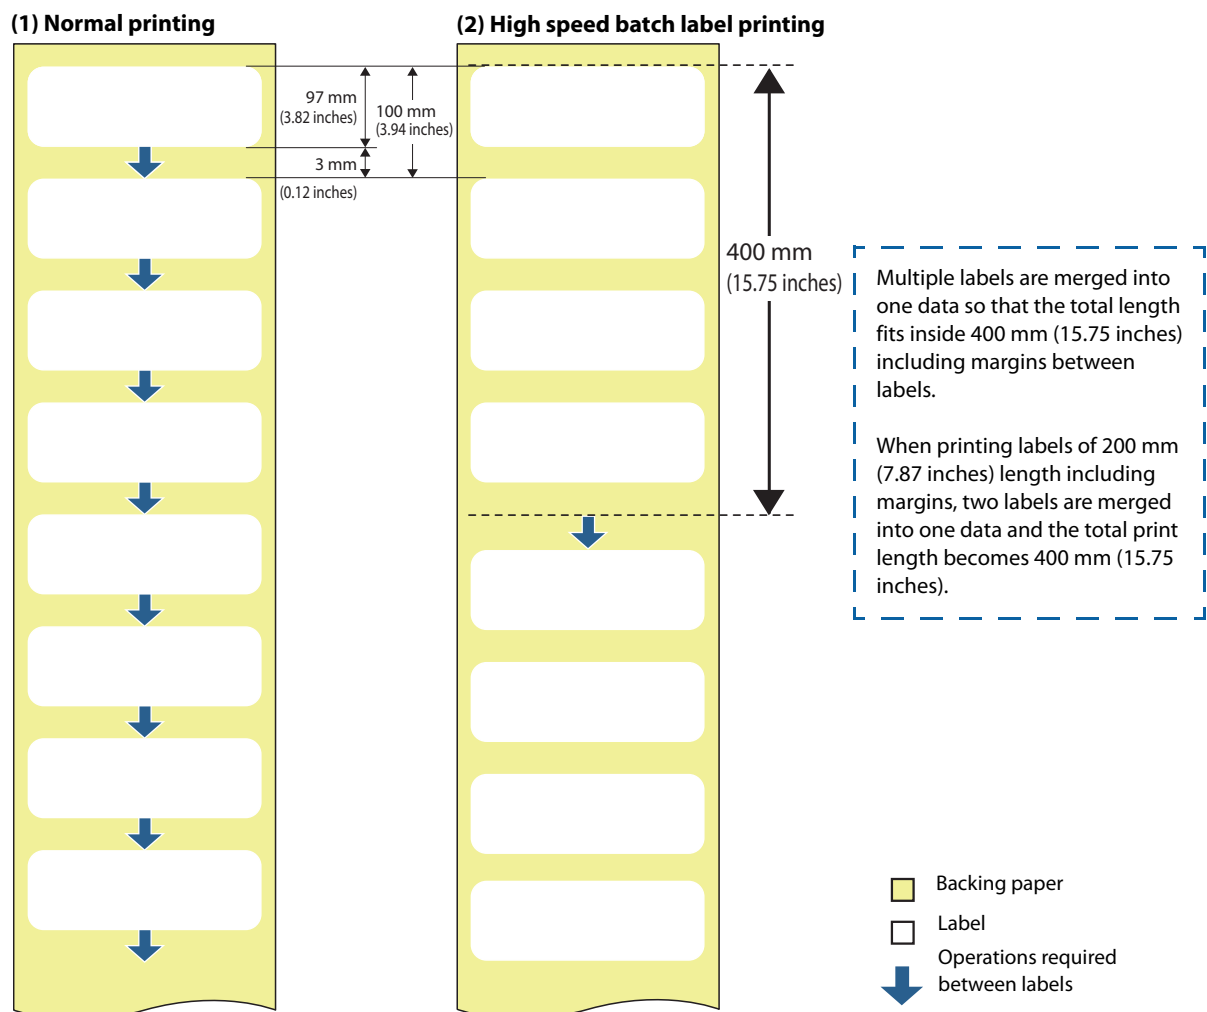 (1) Normal printing
(2) High speed batch label printing
97 mm
(3.82 inches)
100 mm
(3.94 inches)
3 mm
(0.12 inches)
400 mm
(15.75 inches)
Multiple labels are merged into
one data so that the total length
fits inside 400 mm (15.75 inches)
including margins between
labels.
When printing labels of 200 mm
(7.87 inches) length including
margins, two labels are merged
into one data and the total print
length becomes 400 mm (15.75
inches).
Backing paper
Label
Operations required
between labels